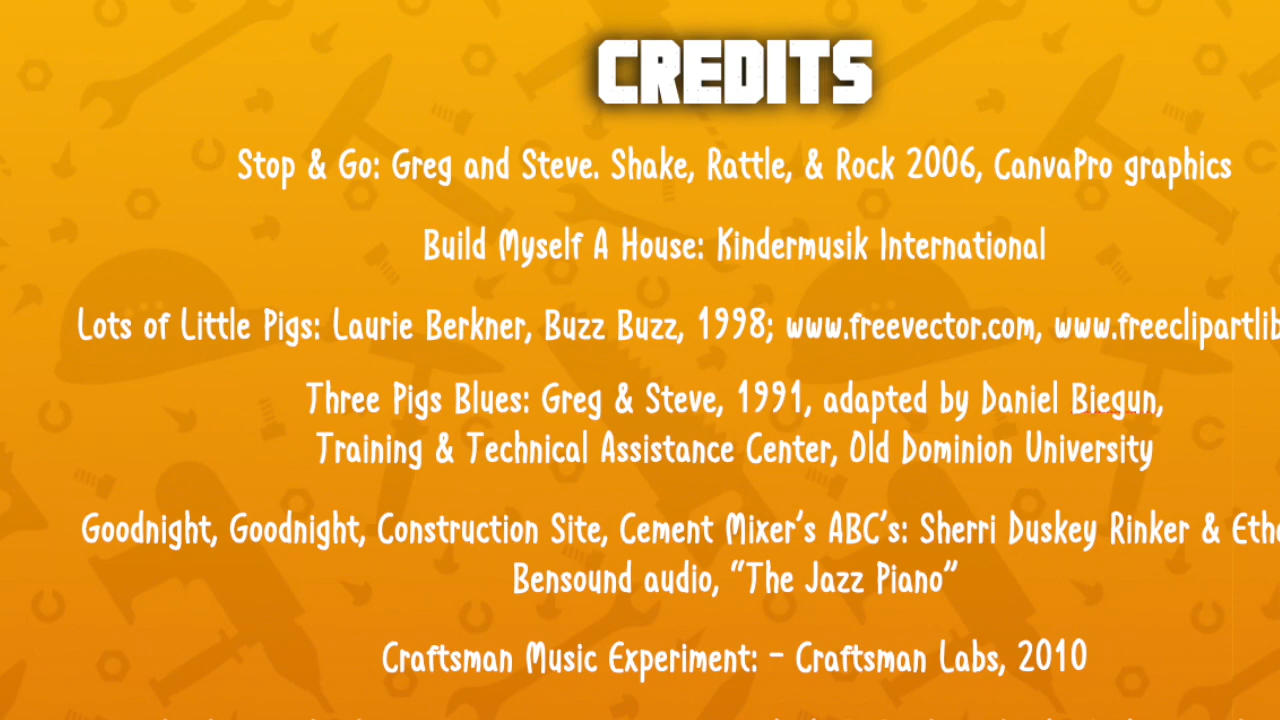 CREDITS
Stop & Go: Greg and Steve. Shake, Rattle, & Rock 2006, CanvaPro graphics
Build Myself A House: Kindermusik International
Lots of Little Pigs: Laurie Berkner, Buzz Buzz, 1998; www.freevector.com,
Three Pigs Blues: Greg & Steve, 1991, adapted by Daniel Biegun,
Training & Technical Assistance Center, Old Dominion University
Goodnight, Goodnight, Construction Site, Cement Mixer's ABC's: Sherri Duskey Rinker &
Bensound audio, "The Jazz Piano"
Craftsman Music Experiment: - Craftsman Labs, 2010